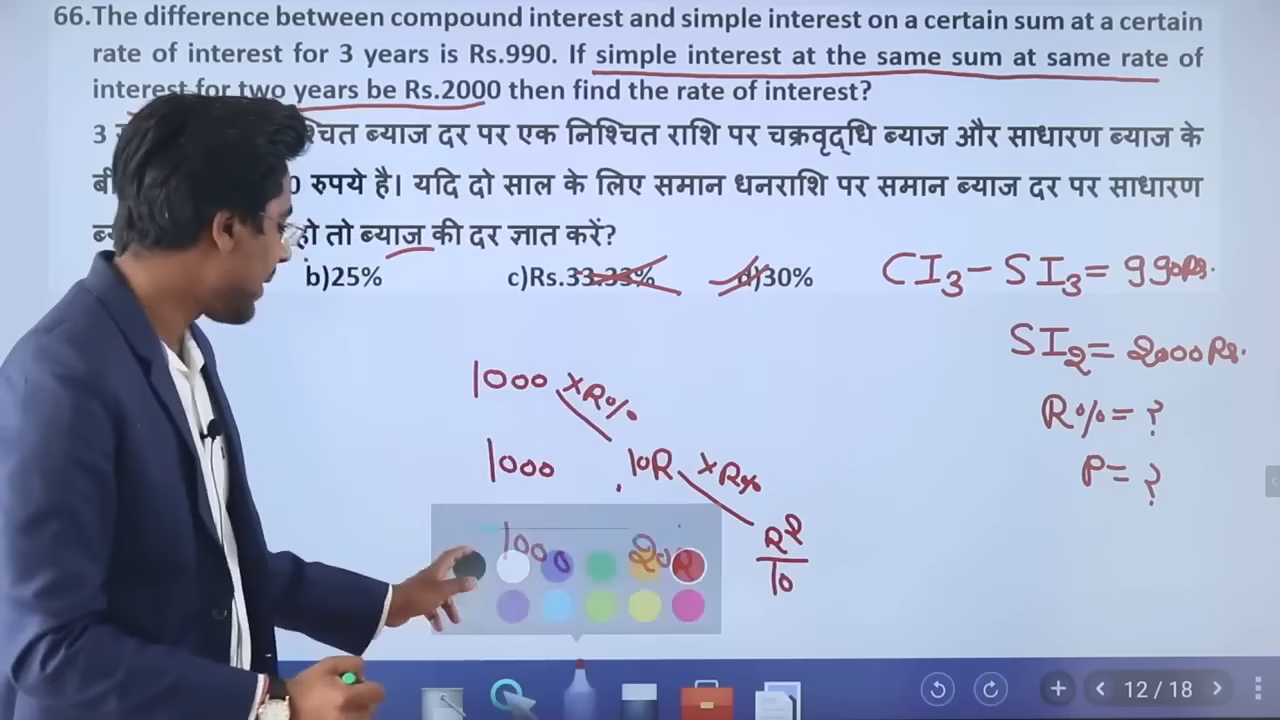 66.The difference between compound interest and simple interest on a certain sum at a certain
rate of interest for 3 years is Rs.990. If simple interest at the same sum at same rate of
interest for two years be Rs.2000 then find the rate of interest?
3 श्चित ब्याज दर पर एक निश्चित राशि पर चक्रवृद्धि ब्याज और साधारण ब्याज के
बी 0 रुपये है। यदि दो साल के लिए समान धनराशि पर समान ब्याज दर पर साधारण
ब्य हो तो ब्याज की दर ज्ञात करें?
b)25% c)Rs.33.33% d)30%
CI3 - SI3 = 990Rs.
SI2 = 2000Rs.
1000 ×R%
R% = ?
1000 10R ×R%
P = ?
1000 20R R²/10
12 / 18